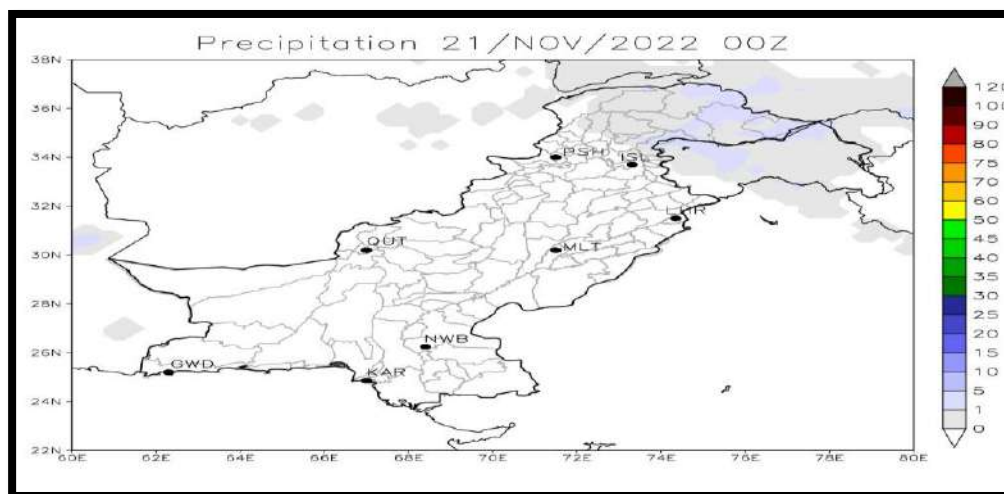 Precipitation 21/NOV/2022 00Z
38N
36N
34N
32N
30N
28N
26N
24N
22N
60E
62E
64E
66E
68E
70E
72E
74E
76E
78E
80E
PSH
ISL
LHR
QUT
MLT
NWB
GWD
KAR
120
100
90
80
75
70
60
50
45
40
35
30
25
20
15
10
5
1
0